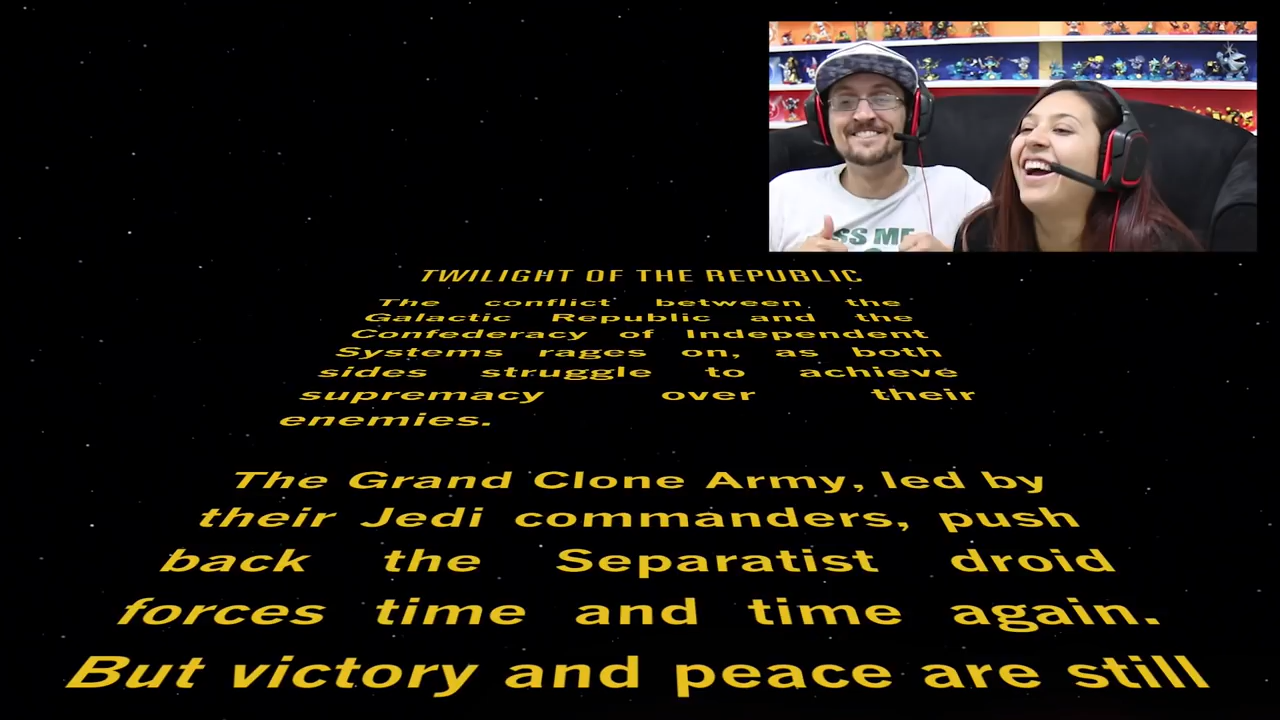 TWILIGHT OF THE REPUBLIC
The conflict between the
Galactic Republic and the
Confederacy of Independent
Systems rages on, as both
sides struggle to achieve
supremacy over their
enemies.
The Grand Clone Army, led by
their Jedi commanders, push
back the Separatist droid
forces time and time again.
But victory and peace are still
SS ME